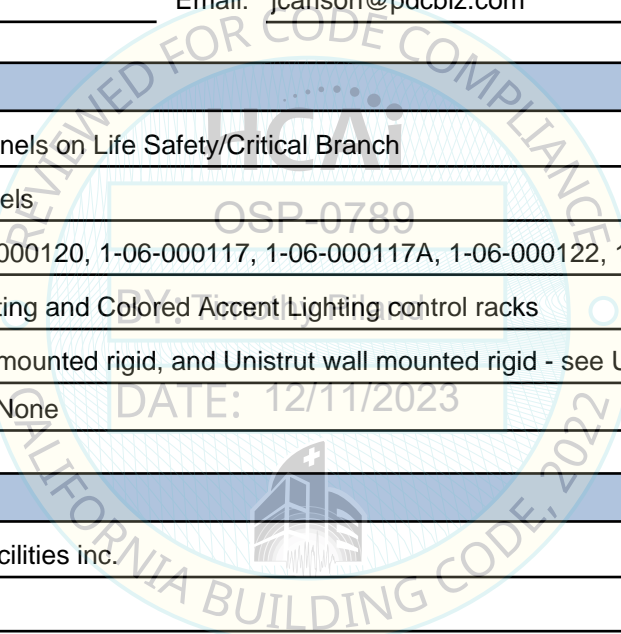 Email: jcarlson@pdcbiz.com
REVIEWED FOR CODE COMPLIANCE
HCAi
nels on Life Safety/Critical Branch
els
OSP-0789
000120, 1-06-000117, 1-06-000117A, 1-06-000122, 1
ting and Colored Accent Lighting control racks
BY: Timothy Piland
mounted rigid, and Unistrut wall mounted rigid - see U
None
DATE: 12/11/2023
cilities inc.
CALIFORNIA BUILDING CODE, 2022